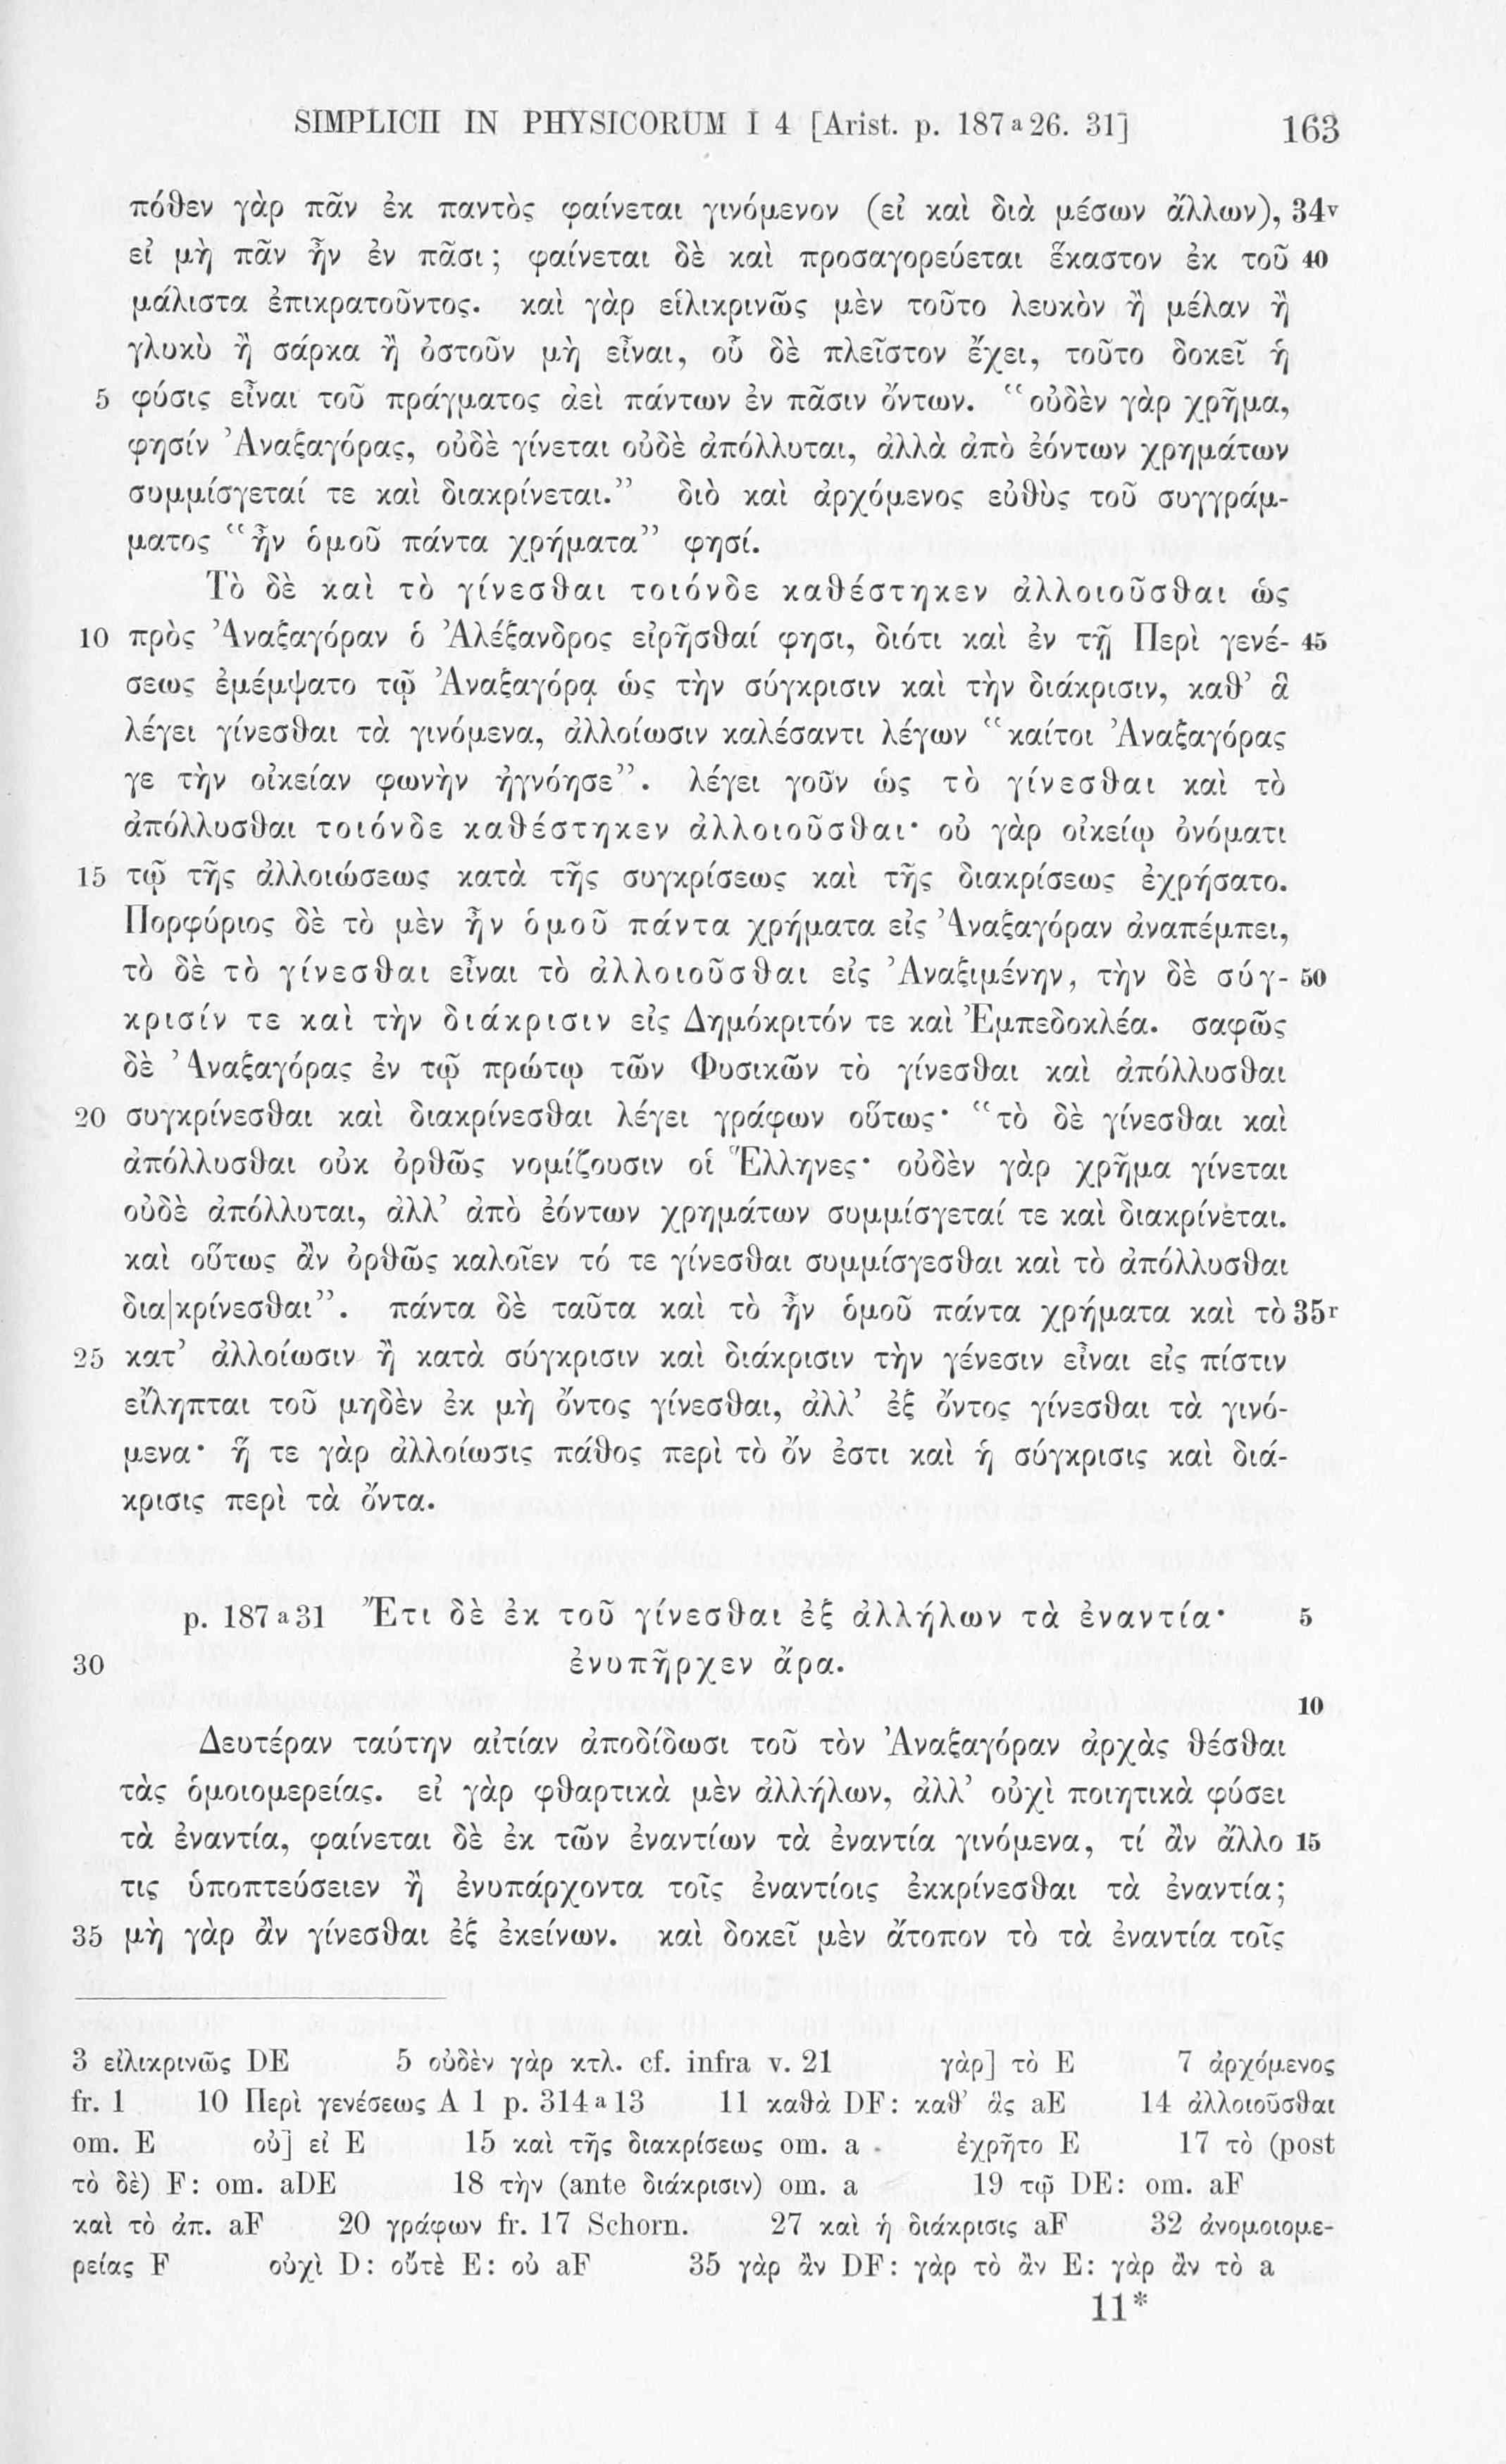 SIMPLICII IN PHYSICORUM I 4 [Arist. p. 187 a 26. 31] 163
πόθεν γὰρ πᾶν ἐκ παντὸς φαίνεται γινόμενον (εἰ καὶ διὰ μέσων ἄλλων), 34v
εἰ μὴ πᾶν ἦν ἐν πᾶσι; φαίνεται δὲ καὶ προσαγορεύεται ἕκαστον ἐκ τοῦ 40
μάλιστα ἐπικρατοῦντος. καὶ γὰρ εἱλικρινῶς μὲν τοῦτο λευκὸν ἢ μέλαν ἢ
γλυκὺ ἢ σάρκα ἢ ὀστοῦν μὴ εἶναι, οὗ δὲ πλεῖστον ἔχει, τοῦτο δοκεῖ ἡ
5 φύσις εἶναι τοῦ πράγματος ἀεὶ πάντων ἐν πᾶσιν ὄντων. “οὐδὲν γὰρ χρῆμα,
φησίν Ἀναξαγόρας, οὐδὲ γίνεται οὐδὲ ἀπόλλυται, ἀλλὰ ἀπὸ ἐόντων χρημάτων
συμμίσγεταί τε καὶ διακρίνεται.” διὸ καὶ ἀρχόμενος εὐθὺς τοῦ συγγράμ-
ματος “ἦν ὁμοῦ πάντα χρήματα” φησί.
Τὸ δὲ καὶ τὸ γίνεσθαι τοιόνδε καθέστηκεν ἀλλοιοῦσθαι ὡς
10 πρὸς Ἀναξαγόραν ὁ Ἀλέξανδρος εἰρῆσθαί φησι, διότι καὶ ἐν τῇ Περὶ γενέ- 45
σεως ἐμέμψατο τῷ Ἀναξαγόρᾳ ὡς τὴν σύγκρισιν καὶ τὴν διάκρισιν, καθ’ ἃ
λέγει γίνεσθαι τὰ γινόμενα, ἀλλοίωσιν καλέσαντι λέγων “καίτοι Ἀναξαγόρας
γε τὴν οἰκείαν φωνὴν ἠγνόησε”. λέγει γοῦν ὡς τὸ γίνεσθαι καὶ τὸ
ἀπόλλυσθαι τοιόνδε καθέστηκεν ἀλλοιοῦσθαι· οὐ γὰρ οἰκείῳ ὀνόματι
15 τῷ τῆς ἀλλοιώσεως κατὰ τῆς συγκρίσεως καὶ τῆς διακρίσεως ἐχρήσατο.
Πορφύριος δὲ τὸ μὲν ἦν ὁμοῦ πάντα χρήματα εἰς Ἀναξαγόραν ἀναπέμπει,
τὸ δὲ τὸ γίνεσθαι εἶναι τὸ ἀλλοιοῦσθαι εἰς Ἀναξιμένην, τὴν δὲ σύγ- 50
κρισίν τε καὶ τὴν διάκρισιν εἰς Δημόκριτόν τε καὶ Ἐμπεδοκλέα. σαφῶς
δὲ Ἀναξαγόρας ἐν τῷ πρώτῳ τῶν Φυσικῶν τὸ γίνεσθαι καὶ ἀπόλλυσθαι
20 συγκρίνεσθαι καὶ διακρίνεσθαι λέγει γράφων οὕτως· “τὸ δὲ γίνεσθαι καὶ
ἀπόλλυσθαι οὐκ ὀρθῶς νομίζουσιν οἱ Ἕλληνες· οὐδὲν γὰρ χρῆμα γίνεται
οὐδὲ ἀπόλλυται, ἀλλ’ ἀπὸ ἐόντων χρημάτων συμμίσγεταί τε καὶ διακρίνεται.
καὶ οὕτως ἂν ὀρθῶς καλοῖεν τό τε γίνεσθαι συμμίσγεσθαι καὶ τὸ ἀπόλλυσθαι
δια|κρίνεσθαι”. πάντα δὲ ταῦτα καὶ τὸ ἦν ὁμοῦ πάντα χρήματα καὶ τὸ 35r
25 κατ’ ἀλλοίωσιν ἢ κατὰ σύγκρισιν καὶ διάκρισιν τὴν γένεσιν εἶναι εἰς πίστιν
εἴληπται τοῦ μηδὲν ἐκ μὴ ὄντος γίνεσθαι, ἀλλ’ ἐξ ὄντος γίνεσθαι τὰ γινό-
μενα· ἥ τε γὰρ ἀλλοίωσις πάθος περὶ τὸ ὄν ἐστι καὶ ἡ σύγκρισις καὶ διά-
κρισις περὶ τὰ ὄντα.
p. 187 a 31 Ἔτι δὲ ἐκ τοῦ γίνεσθαι ἐξ ἀλλήλων τὰ ἐναντία· 5
30 ἐνυπῆρχεν ἄρα.
10
Δευτέραν ταύτην αἰτίαν ἀποδίδωσι τοῦ τὸν Ἀναξαγόραν ἀρχὰς θέσθαι
τὰς ὁμοιομερείας. εἰ γὰρ φθαρτικὰ μὲν ἀλλήλων, ἀλλ’ οὐχὶ ποιητικὰ φύσει
τὰ ἐναντία, φαίνεται δὲ ἐκ τῶν ἐναντίων τὰ ἐναντία γινόμενα, τί ἂν ἄλλο 15
τις ὑποπτεύσειεν ἢ ἐνυπάρχοντα τοῖς ἐναντίοις ἐκκρίνεσθαι τὰ ἐναντία;
35 μὴ γὰρ ἂν γίνεσθαι ἐξ ἐκείνων. καὶ δοκεῖ μὲν ἄτοπον τὸ τὰ ἐναντία τοῖς
3 εἰλικρινῶς DE 5 οὐδὲν γὰρ κτλ. cf. infra v. 21 γὰρ] τὸ E 7 ἀρχόμενος
fr. 1 10 Περὶ γενέσεως A 1 p. 314 a 13 11 καθὰ DF: καθ’ ἃς aE 14 ἀλλοιοῦσθαι
om. E οὐ] εἰ E 15 καὶ τῆς διακρίσεως om. a ἐχρῆτο E 17 τὸ (post
τὸ δὲ) F: om. aDE 18 τὴν (ante διάκρισιν) om. a 19 τῷ DE: om. aF
καὶ τὸ ἀπ. aF 20 γράφων fr. 17 Schorn. 27 καὶ ἡ διάκρισις aF 32 ἀνομοιομε-
ρείας F οὐχὶ D: οὔτὲ E: οὐ aF 35 γὰρ ἂν DF: γὰρ τὸ ἂν E: γὰρ ἂν τὸ a
11*